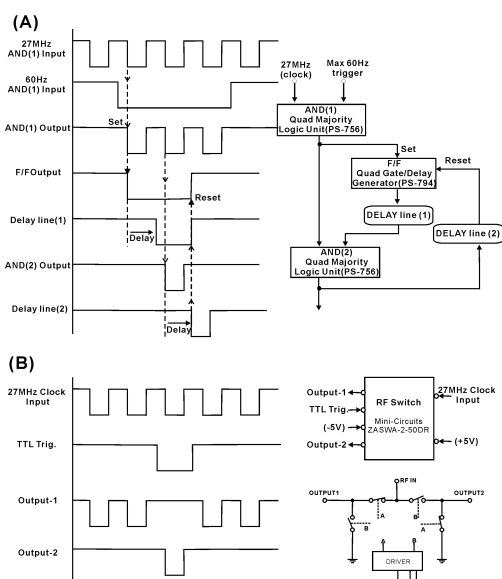 (A)
27MHz
AND(1) Input
60Hz
AND(1) Input
AND(1) Output
Set
F/FOutput
Reset
Delay line(1)
Delay
AND(2) Output
Delay line(2)
Delay
27MHz
(clock)
Max 60Hz
trigger
AND(1)
Quad Majority
Logic Unit(PS-756)
Set
F/F
Quad Gate/Delay
Generator(PS-794)
Reset
DELAY line (1)
DELAY line (2)
AND(2)
Quad Majority
Logic Unit(PS-756)
(B)
27MHz Clock
Input
TTL Trig.
Output-1
Output-2
Output-1
TTL Trig.
(-5V)
Output-2
RF Switch
Mini-Circuits
ZASWA-2-50DR
27MHz Clock
Input
(+5V)
RF IN
OUTPUT1
OUTPUT2
A
B
B
A
A
B
DRIVER